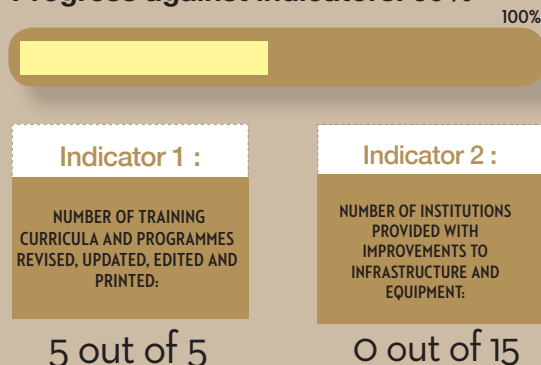 100%
Indicator 1 :
NUMBER OF TRAINING
CURRICULA AND PROGRAMMES
REVISED, UPDATED, EDITED AND
PRINTED:
5 out of 5
Indicator 2 :
NUMBER OF INSTITUTIONS
PROVIDED WITH
IMPROVEMENTS TO
INFRASTRUCTURE AND
EQUIPMENT:
0 out of 15